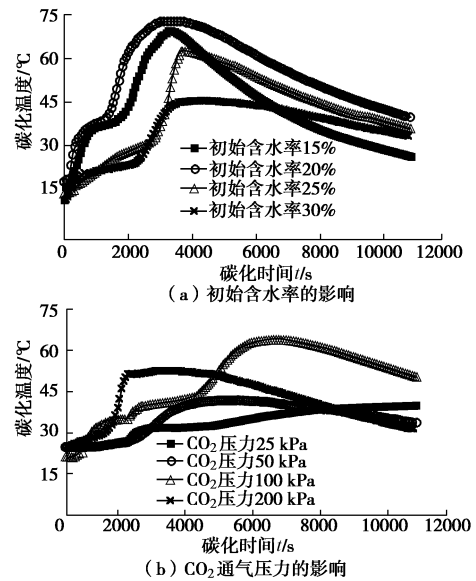 75
60
45
30
15
碳化温度/℃
初始含水率15%
初始含水率20%
初始含水率25%
初始含水率30%
0 2000 4000 6000 8000 10000 12000
碳化时间t/s
(a)初始含水率的影响
75
60
45
30
15
碳化温度/℃
CO₂压力25 kPa
CO₂压力50 kPa
CO₂压力100 kPa
CO₂压力200 kPa
0 2000 4000 6000 8000 10000 12000
碳化时间t/s
(b)CO₂通气压力的影响